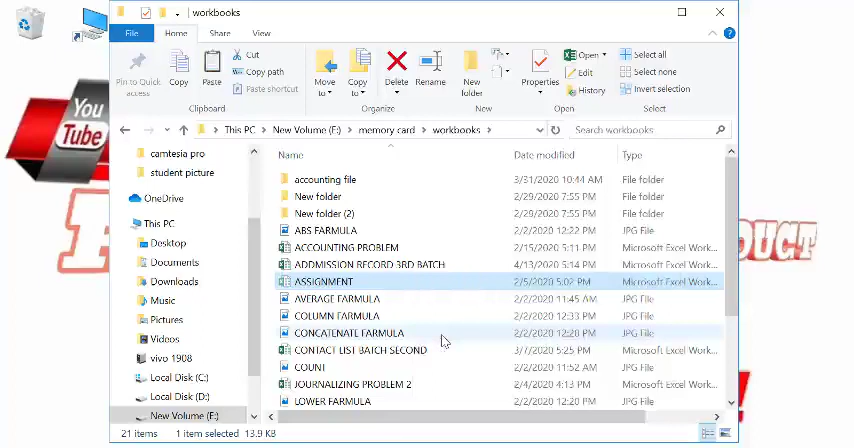 workbooks
File Home Share View
Pin to Quick access
Copy
Paste
Cut
Copy path
Paste shortcut
Clipboard
Move to
Copy to
Delete
Rename
Organize
New folder
New
Properties
Open
Edit
History
Open
Select all
Select none
Invert selection
Select
This PC > New Volume (E:) > memory card > workbooks >
Search workbooks
Name Date modified Type
camtesia pro
student picture
OneDrive
This PC
Desktop
Documents
Downloads
Music
Pictures
Videos
vivo 1908
Local Disk (C:)
Local Disk (D:)
New Volume (E:)
accounting file 3/31/2020 10:44 AM File folder
New folder 2/29/2020 7:55 PM File folder
New folder (2) 2/29/2020 7:55 PM File folder
ABS FARMULA 2/2/2020 12:22 PM JPG File
ACCOUNTING PROBLEM 2/15/2020 5:11 PM Microsoft Excel Work...
ADDMISSION RECORD 3RD BATCH 4/13/2020 5:14 PM Microsoft Excel Work...
ASSIGNMENT 2/5/2020 5:02 PM Microsoft Excel Work...
AVERAGE FARMULA 2/2/2020 11:45 AM JPG File
COLUMN FARMULA 2/2/2020 12:33 PM JPG File
CONCATENATE FARMULA 2/2/2020 12:20 PM JPG File
CONTACT LIST BATCH SECOND 3/7/2020 5:25 PM Microsoft Excel Work...
COUNT 2/2/2020 11:52 AM JPG File
JOURNALIZING PROBLEM 2 2/4/2020 4:13 PM Microsoft Excel Work...
LOWER FARMULA 2/2/2020 12:20 PM JPG File
21 items 1 item selected 13.9 KB
You
Tube